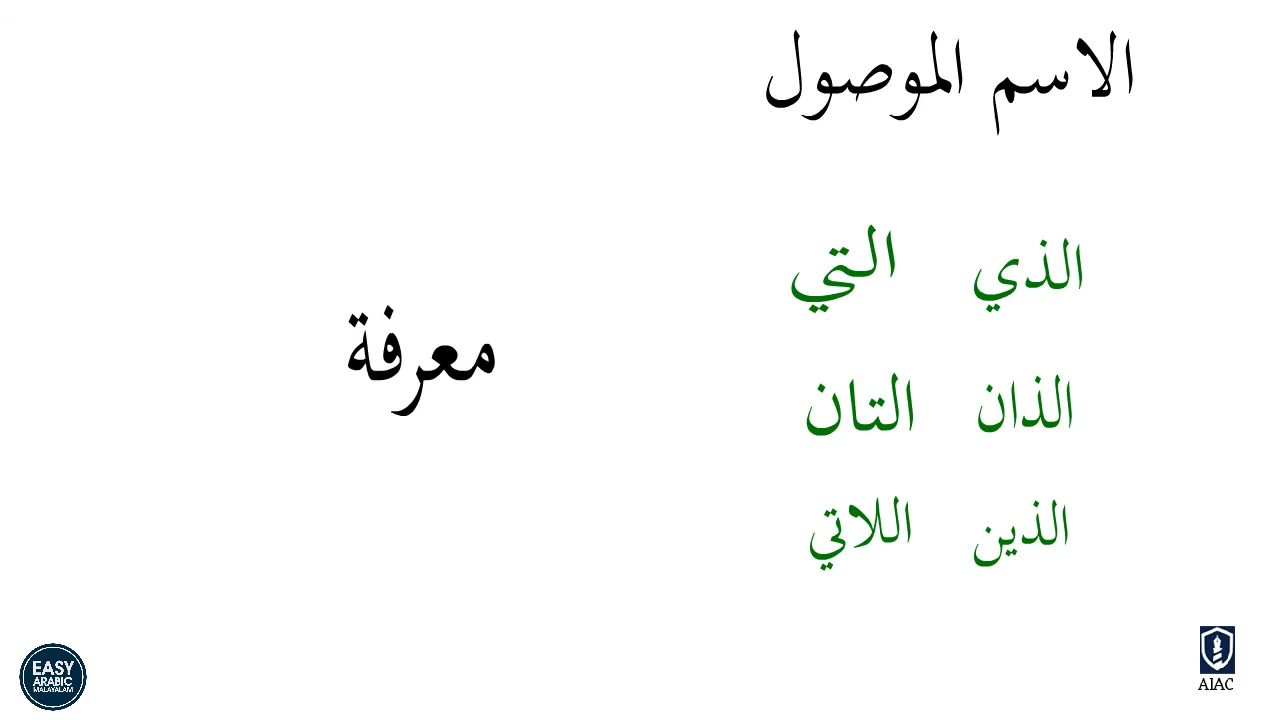 الاسم الموصول
الذي التي
معرفة
الذان التان
الذين اللاتي
EASY
ARABIC
MALAYALAM
AIAC